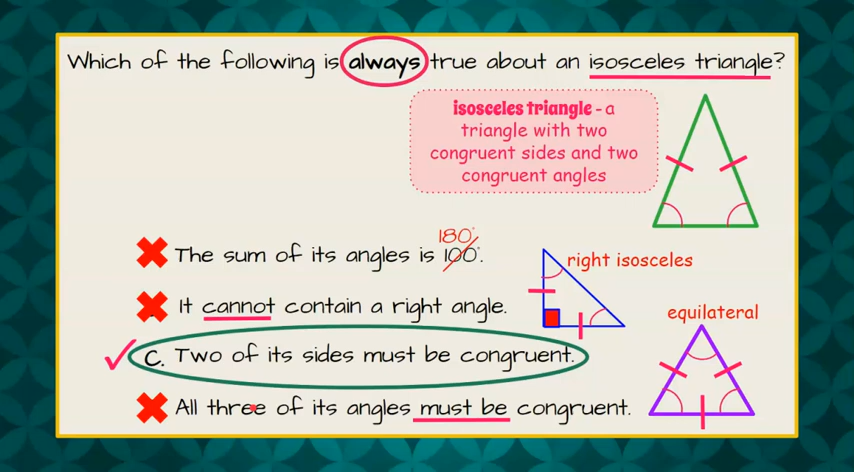 Which of the following is always true about an isosceles triangle?
isosceles triangle - a
triangle with two
congruent sides and two
congruent angles
180°
The sum of its angles is 100°.
right isosceles
It cannot contain a right angle.
equilateral
C. Two of its sides must be congruent.
All three of its angles must be congruent.